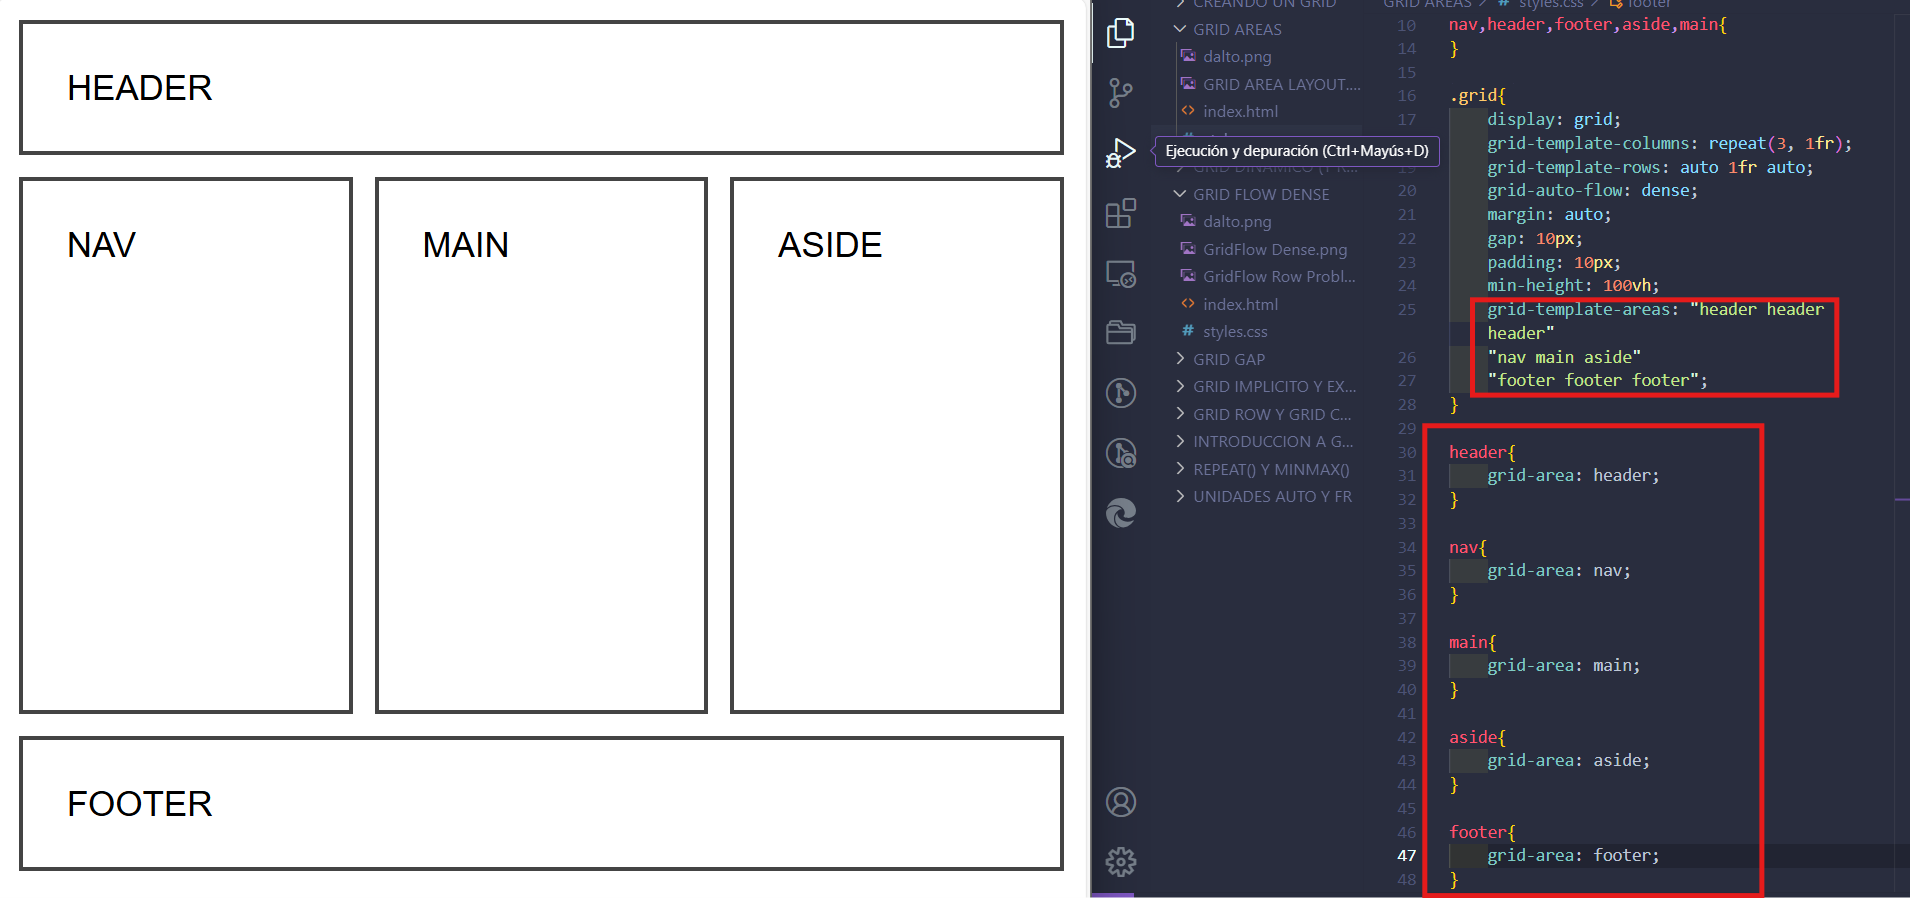 HEADER
NAV
MAIN
ASIDE
FOOTER
CREANDO UN GRID
GRID AREAS
dalto.png
GRID AREA LAYOUT....
index.html
Ejecución y depuración (Ctrl+Mayús+D)
GRID FLOW DENSE
dalto.png
GridFlow Dense.png
GridFlow Row Probl...
index.html
# styles.css
GRID GAP
GRID IMPLICITO Y EX...
GRID ROW Y GRID C...
INTRODUCCION A G...
REPEAT() Y MINMAX()
UNIDADES AUTO Y FR
GRID AREAS > # styles.css > footer
10 nav,header,footer,aside,main{
14 }
15
16 .grid{
17 display: grid;
grid-template-columns: repeat(3, 1fr);
19 grid-template-rows: auto 1fr auto;
20 grid-auto-flow: dense;
21 margin: auto;
22 gap: 10px;
23 padding: 10px;
24 min-height: 100vh;
25 grid-template-areas: "header header
header"
26 "nav main aside"
27 "footer footer footer";
28 }
29
30 header{
31 grid-area: header;
32 }
33
34 nav{
35 grid-area: nav;
36 }
37
38 main{
39 grid-area: main;
40 }
41
42 aside{
43 grid-area: aside;
44 }
45
46 footer{
47 grid-area: footer;
48 }